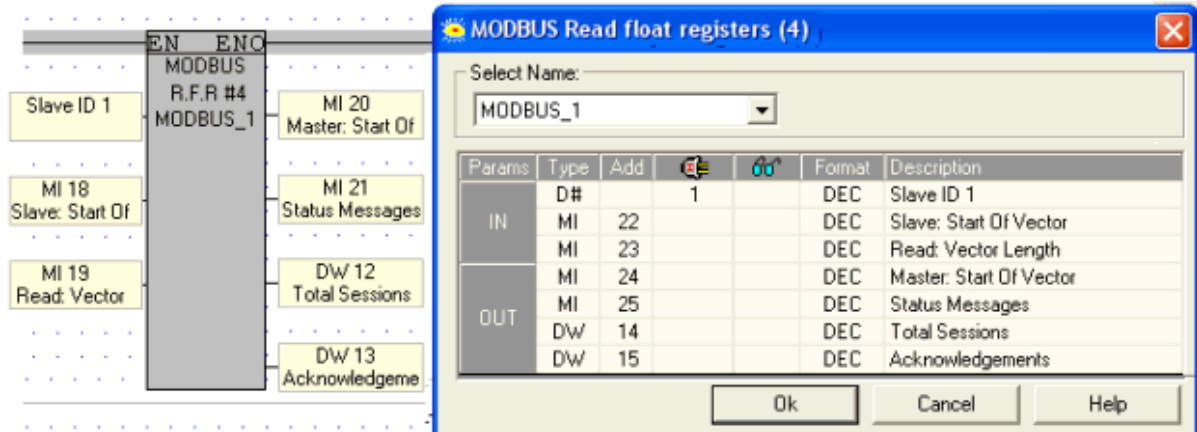 EN ENO
MODBUS
R.F.R #4
MODBUS_1
Slave ID 1
MI 18
Slave: Start Of
MI 19
Read: Vector
MI 20
Master: Start Of
MI 21
Status Messages
DW 12
Total Sessions
DW 13
Acknowledgeme
MODBUS Read float registers (4)
Select Name:
MODBUS_1
Params Type Add Format Description
IN
D# 1 DEC Slave ID 1
MI 22 DEC Slave: Start Of Vector
MI 23 DEC Read: Vector Length
OUT
MI 24 DEC Master: Start Of Vector
MI 25 DEC Status Messages
DW 14 DEC Total Sessions
DW 15 DEC Acknowledgements
Ok Cancel Help